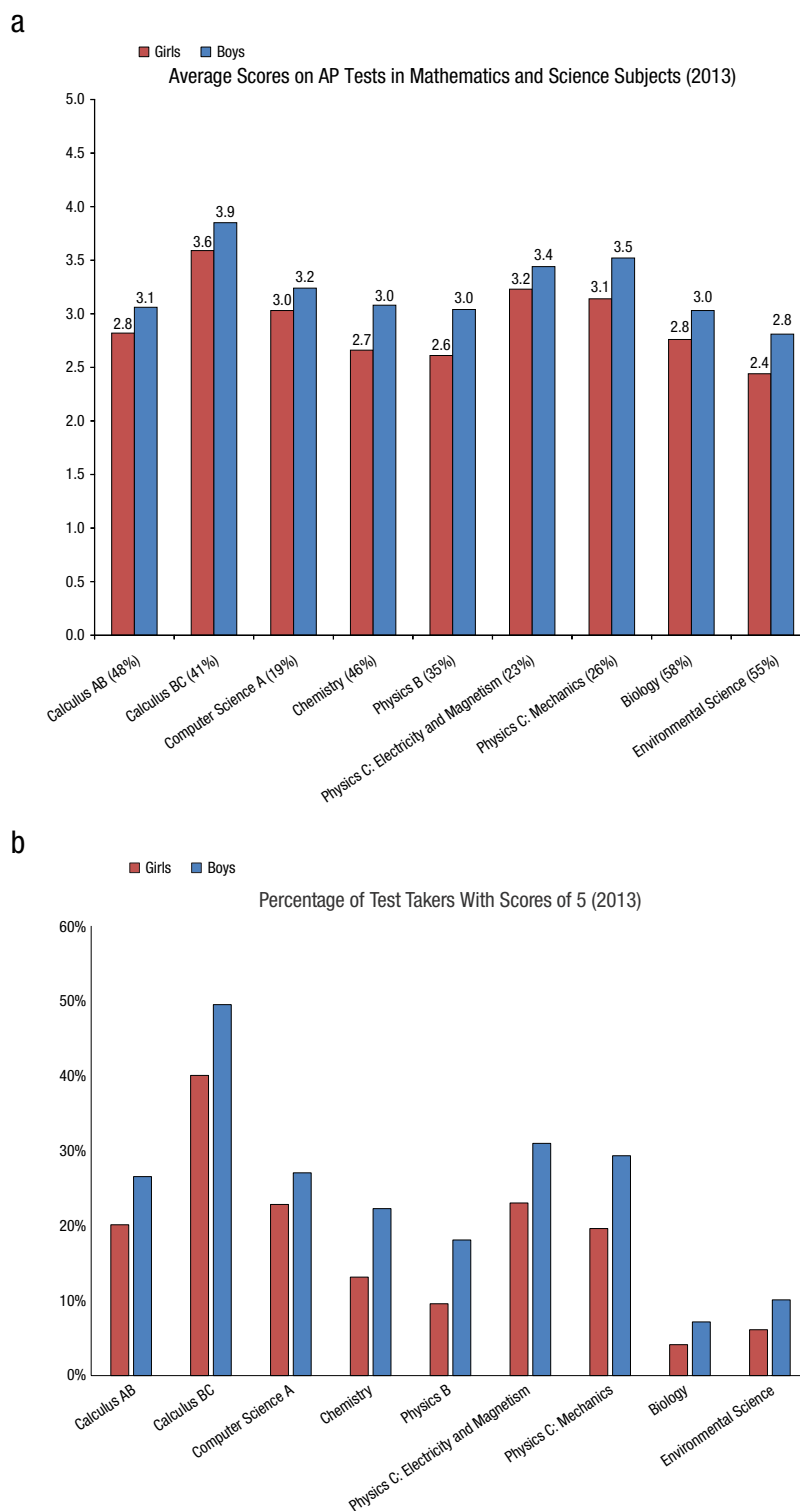 a
Girls Boys
Average Scores on AP Tests in Mathematics and Science Subjects (2013)
5.0
4.5
4.0
3.5
3.0
2.5
2.0
1.5
1.0
0.5
0.0
2.8 3.1
3.6 3.9
3.0 3.2
2.7 3.0
2.6 3.0
3.2 3.4
3.1 3.5
2.8 3.0
2.4 2.8
Calculus AB (48%)
Calculus BC (41%)
Computer Science A (19%)
Chemistry (46%)
Physics B (35%)
Physics C: Electricity and Magnetism (23%)
Physics C: Mechanics (26%)
Biology (58%)
Environmental Science (55%)
b
Girls Boys
Percentage of Test Takers With Scores of 5 (2013)
60%
50%
40%
30%
20%
10%
0%
Calculus AB
Calculus BC
Computer Science A
Chemistry
Physics B
Physics C: Electricity and Magnetism
Physics C: Mechanics
Biology
Environmental Science